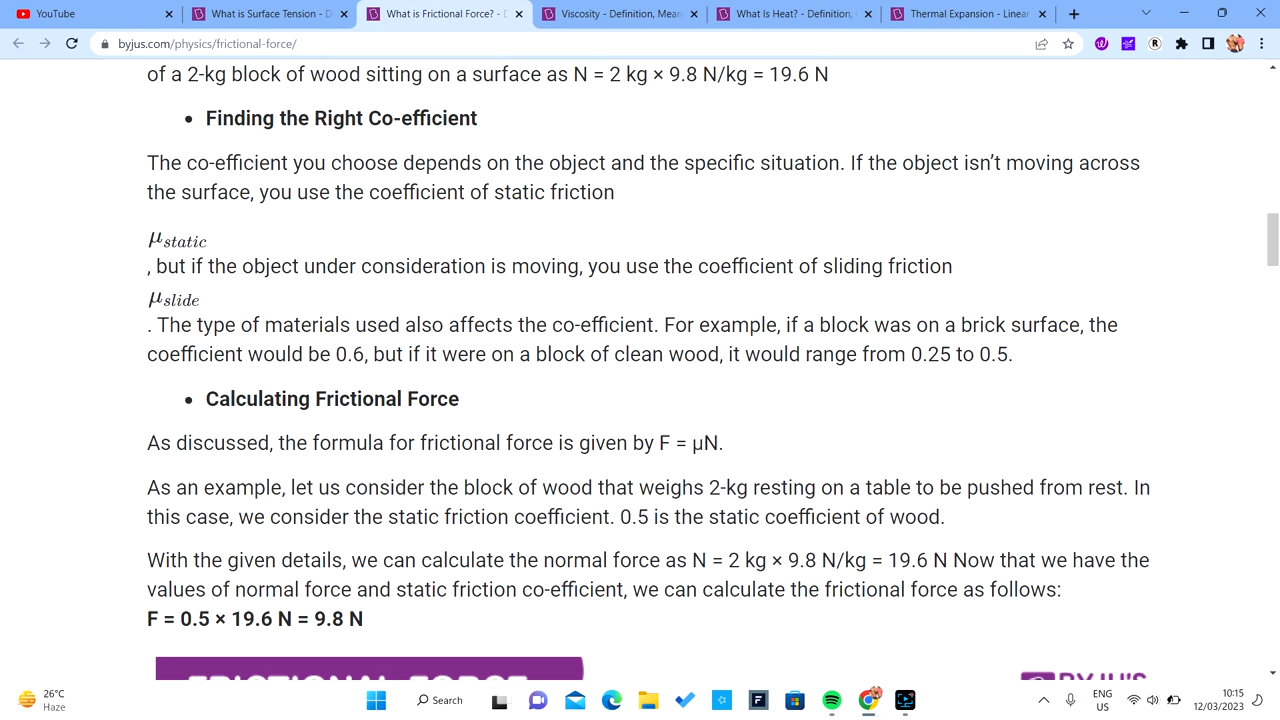 YouTube
What is Surface Tension - D
What is Frictional Force? - D
Viscosity - Definition, Mean
What Is Heat? - Definition,
Thermal Expansion - Linear
byjus.com/physics/frictional-force/
of a 2-kg block of wood sitting on a surface as N = 2 kg × 9.8 N/kg = 19.6 N
• Finding the Right Co-efficient
The co-efficient you choose depends on the object and the specific situation. If the object isn’t moving across
the surface, you use the coefficient of static friction
μstatic
, but if the object under consideration is moving, you use the coefficient of sliding friction
μslide
. The type of materials used also affects the co-efficient. For example, if a block was on a brick surface, the
coefficient would be 0.6, but if it were on a block of clean wood, it would range from 0.25 to 0.5.
• Calculating Frictional Force
As discussed, the formula for frictional force is given by F = μN.
As an example, let us consider the block of wood that weighs 2-kg resting on a table to be pushed from rest. In
this case, we consider the static friction coefficient. 0.5 is the static coefficient of wood.
With the given details, we can calculate the normal force as N = 2 kg × 9.8 N/kg = 19.6 N Now that we have the
values of normal force and static friction co-efficient, we can calculate the frictional force as follows:
F = 0.5 × 19.6 N = 9.8 N
FRICTIONAL FORCE
BYJU'S
26°C
Haze
Search
ENG
US
10:15
12/03/2023